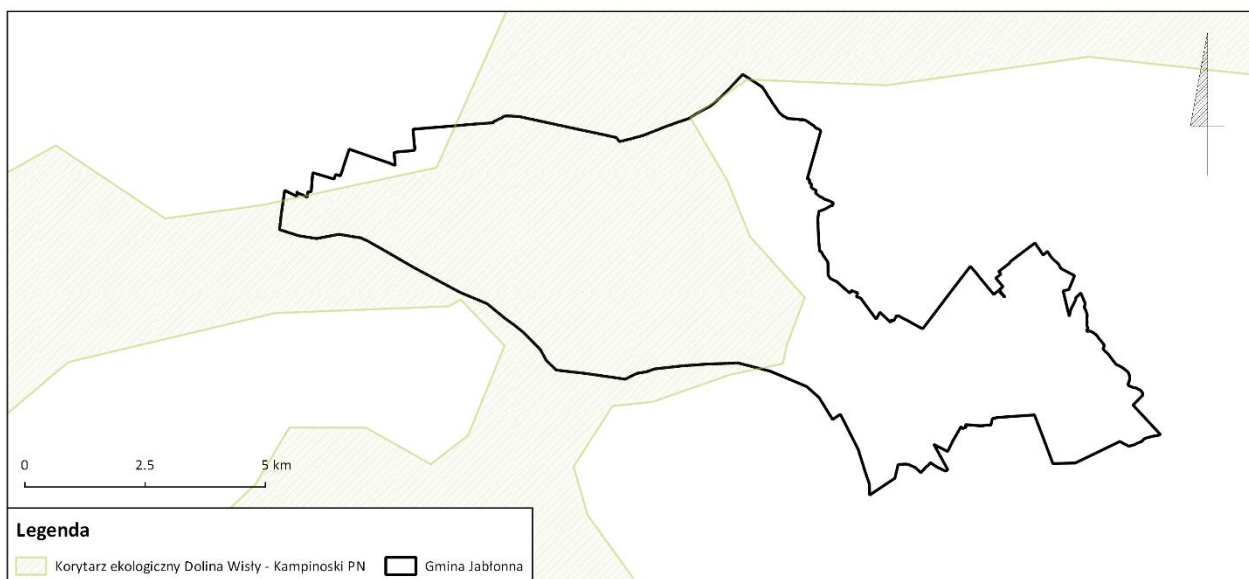 0 2.5 5 km
Legenda
Korytarz ekologiczny Dolina Wisły - Kampinoski PN Gmina Jabłonna